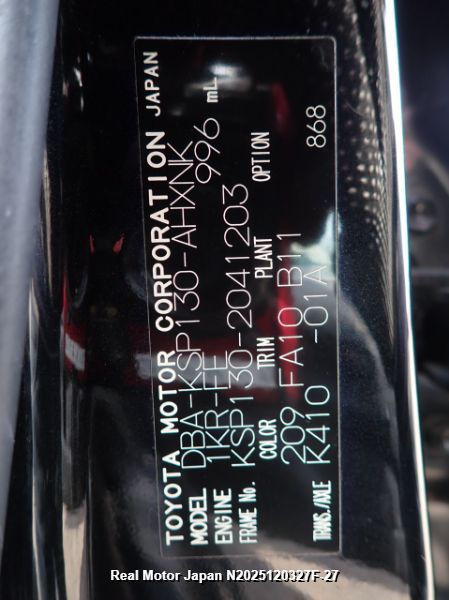 TOYOTA MOTOR CORPORATION JAPAN
MODEL DBA-KSP130-AHXNK
ENGINE 1KR-FE 996 mL
FRAME No. KSP130-2041203
COLOR TRIM PLANT OPTION
209 FA10 B11
TRANS./AXLE K410 -01A 868
Real Motor Japan N2025120327F-27